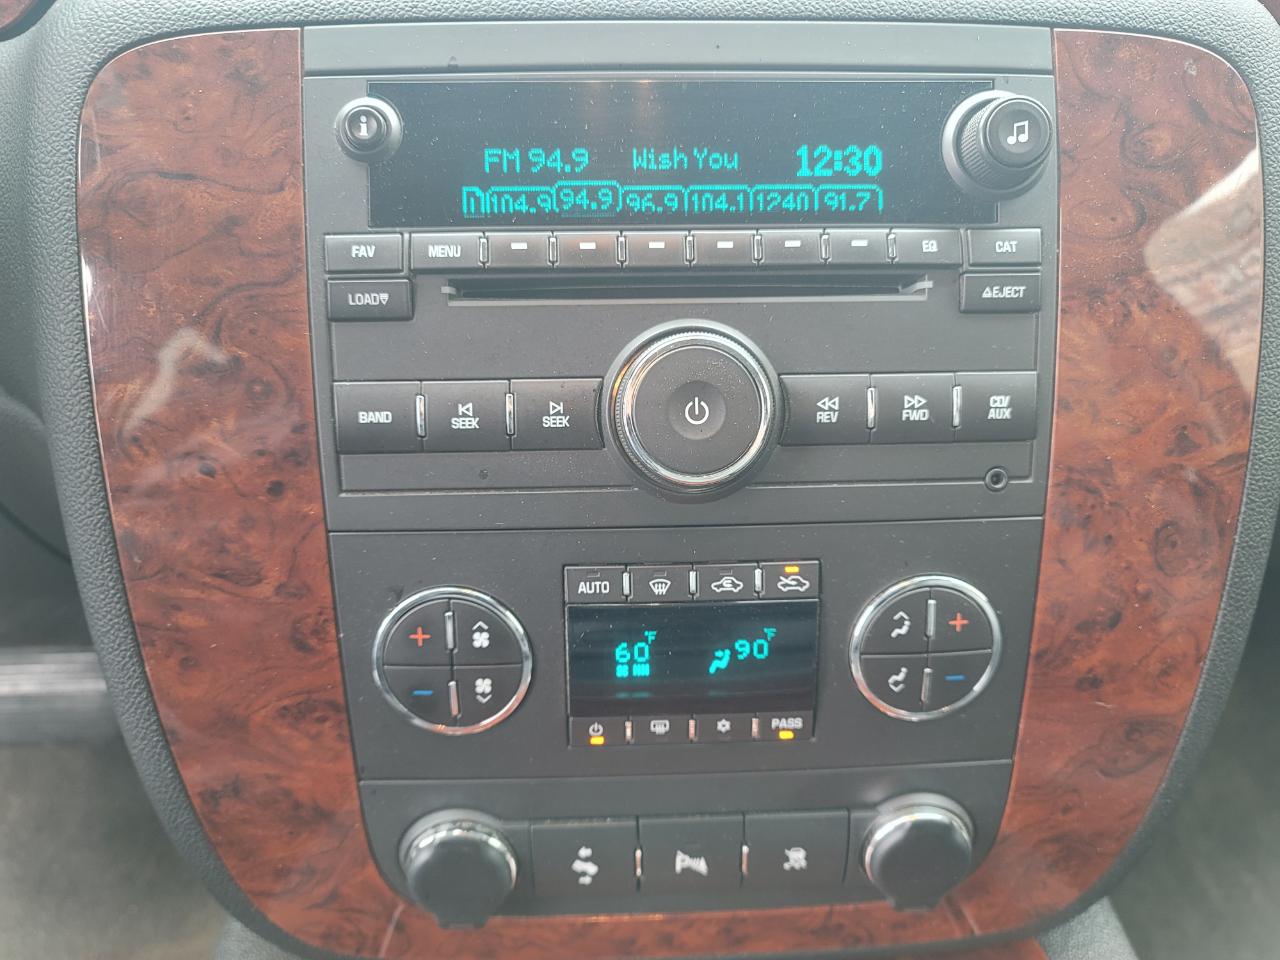 i
FM 94.9 Wish You 12:30
1 104.9 94.9 96.9 104.1 1240 91.7
FAV MENU EQ CAT
LOAD EJECT
BAND SEEK SEEK REV FWD CD/
AUX
AUTO
60°F 90°F
PASS